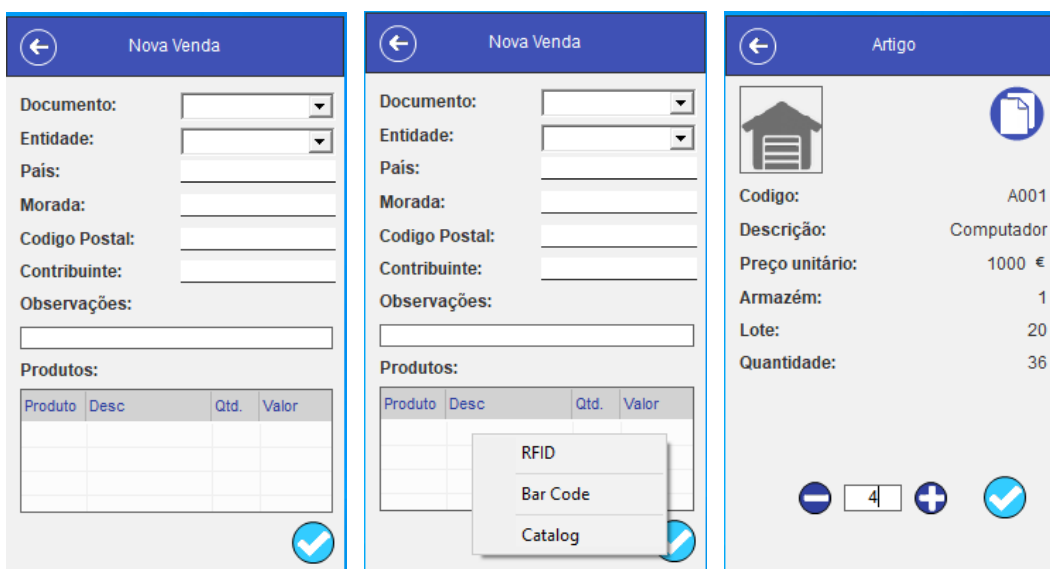 Nova Venda
Documento:
Entidade:
País:
Morada:
Codigo Postal:
Contribuinte:
Observações:
Produtos:
Produto Desc Qtd. Valor
Nova Venda
Documento:
Entidade:
País:
Morada:
Codigo Postal:
Contribuinte:
Observações:
Produtos:
Produto Desc Qtd. Valor
RFID
Bar Code
Catalog
Artigo
Codigo: A001
Descrição: Computador
Preço unitário: 1000 €
Armazém: 1
Lote: 20
Quantidade: 36
4